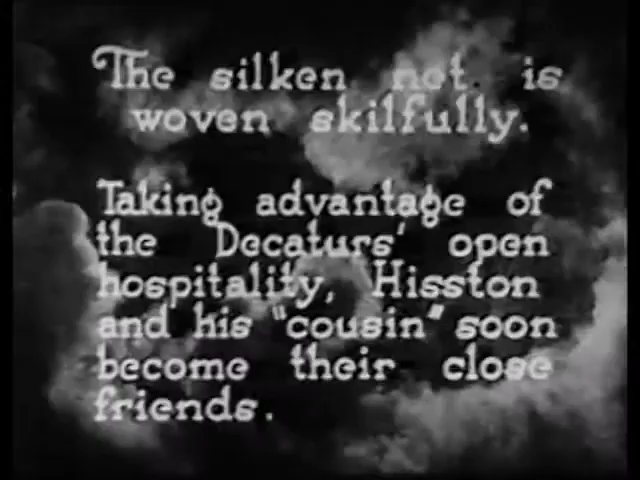 The silken net is
woven skilfully.
Taking advantage of
the Decaturs' open
hospitality, Hisston
and his "cousin" soon
become their close
friends.